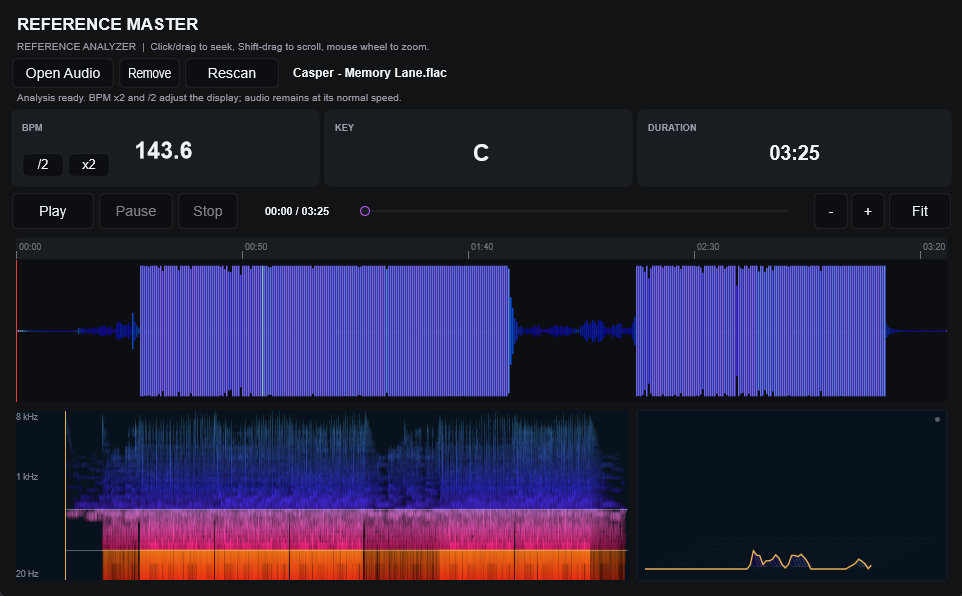 REFERENCE MASTER
REFERENCE ANALYZER | Click/drag to seek, Shift-drag to scroll, mouse wheel to zoom.
Open Audio Remove Rescan Casper - Memory Lane.flac
Analysis ready. BPM x2 and /2 adjust the display; audio remains at its normal speed.
BPM KEY DURATION
/2 x2 143.6 C 03:25
Play Pause Stop 00:00 / 03:25 - + Fit
00:00 00:50 01:40 02:30 03:20
8 kHz
1 kHz
20 Hz